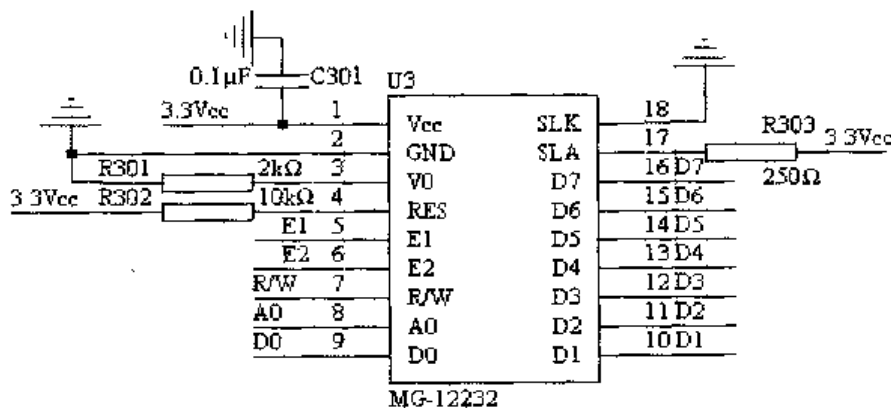 0.1μF C301 U3
3.3Vcc 1 Vcc SLK 18
2 GND SLA 17 R303 3 3Vcc
R301 2kΩ 3 V0 D7 16 D7 250Ω
3 3Vcc R302 10kΩ 4 RES D6 15 D6
E1 5 E1 D5 14 D5
E2 6 E2 D4 13 D4
R/W 7 R/W D3 12 D3
A0 8 A0 D2 11 D2
D0 9 D0 D1 10 D1
MG-12232